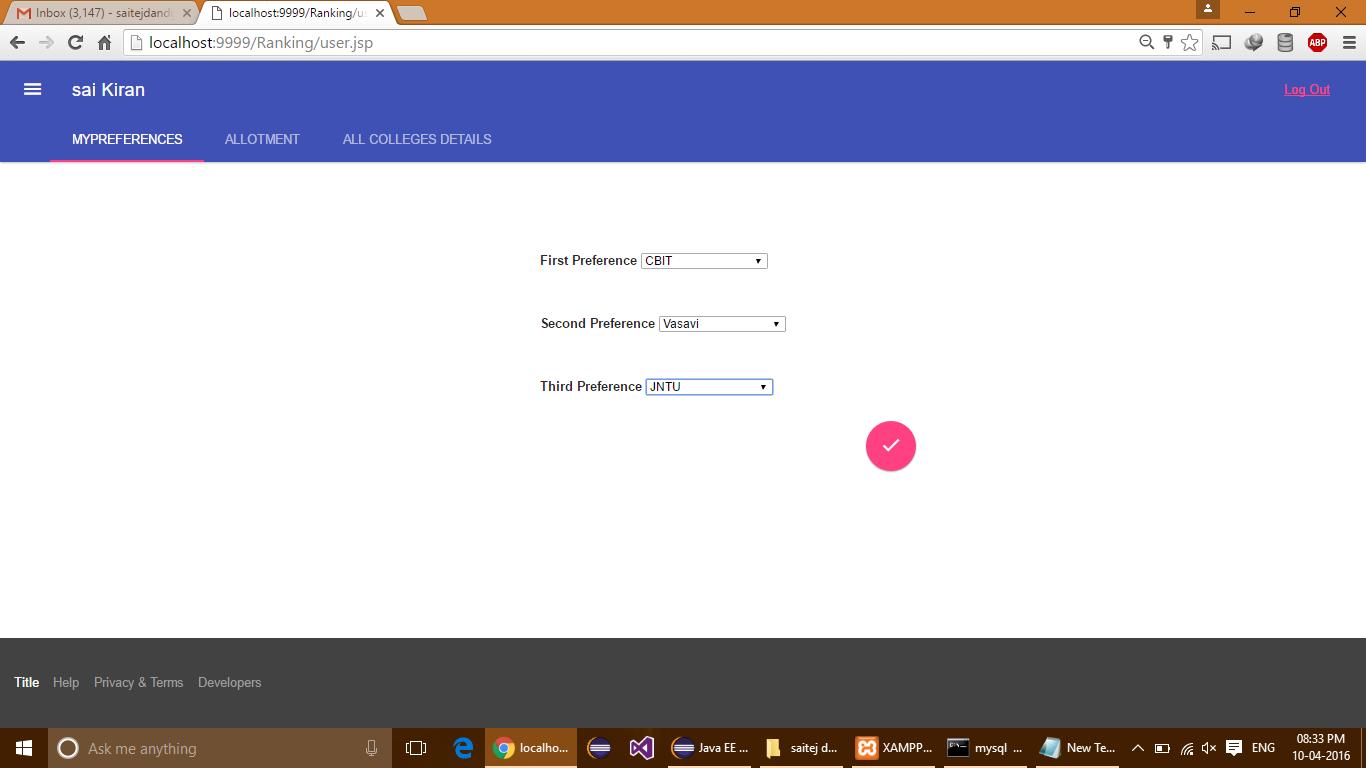 Inbox (3,147) - saitejdand
localhost:9999/Ranking/us
localhost:9999/Ranking/user.jsp
ABP
sai Kiran
Log Out
MYPREFERENCES ALLOTMENT ALL COLLEGES DETAILS
First Preference CBIT
Second Preference Vasavi
Third Preference JNTU
Title Help Privacy & Terms Developers
Ask me anything
localho...
Java EE ...
saitej d...
XAMPP...
mysql ...
New Te...
ENG
08:33 PM
10-04-2016